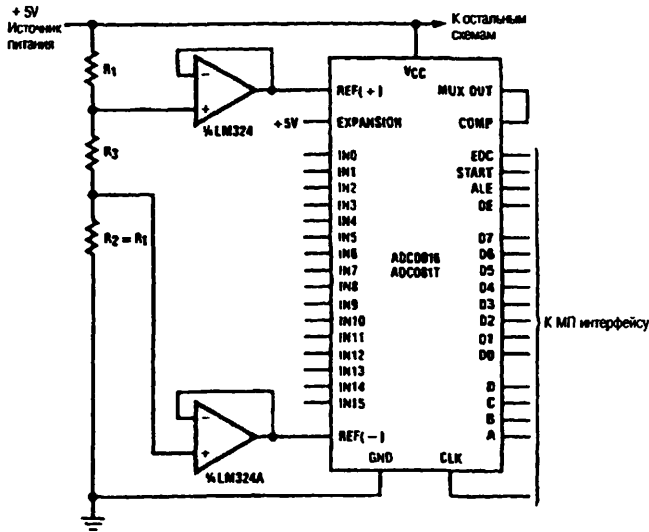 + 5V
Источник
питания
К остальным
схемам
R1
R3
R2 = R1
¼ LM324
¼ LM324A
+5V
VCC
REF(+)
EXPANSION
IN0
IN1
IN2
IN3
IN4
IN5
IN6
IN7
IN8
IN9
IN10
IN11
IN12
IN13
IN14
IN15
REF(−)
GND
CLK
ADC0816
ADC081T
MUX OUT
COMP
EOC
START
ALE
OE
D7
D6
D5
D4
D3
D2
D1
D0
D
C
B
A
К МП интерфейсу